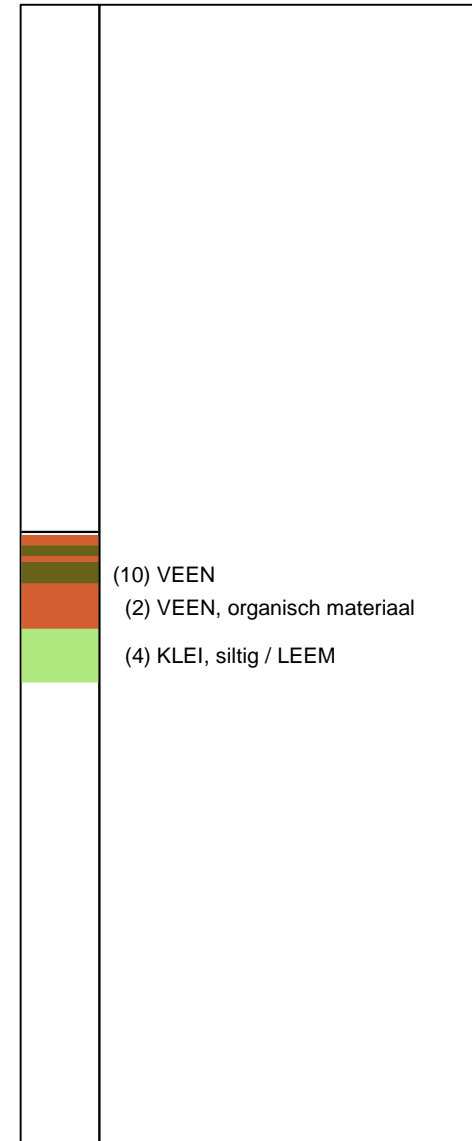 (10) VEEN
(2) VEEN, organisch materiaal
(4) KLEI, siltig / LEEM